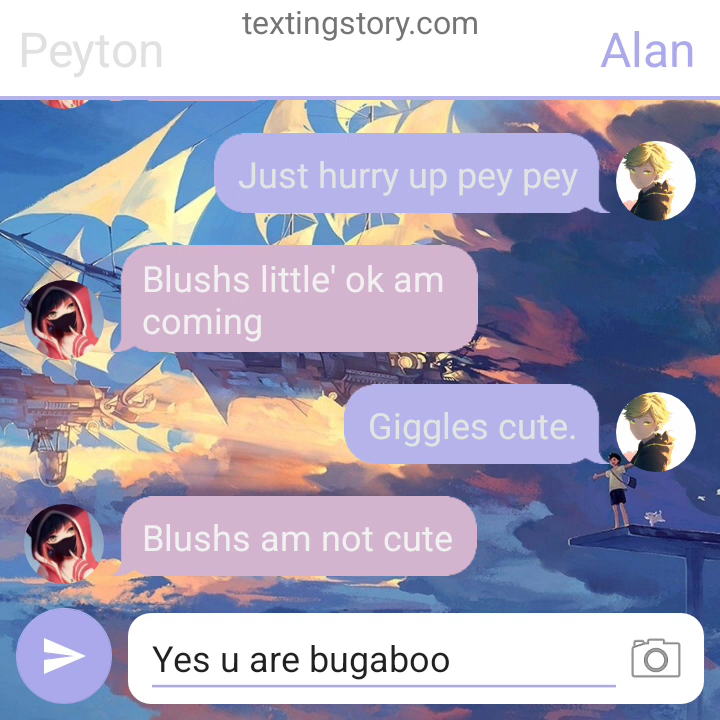 textingstory.com
Peyton
Alan
Just hurry up pey pey
Blushs little' ok am
coming
Giggles cute.
Blushs am not cute
Yes u are bugaboo